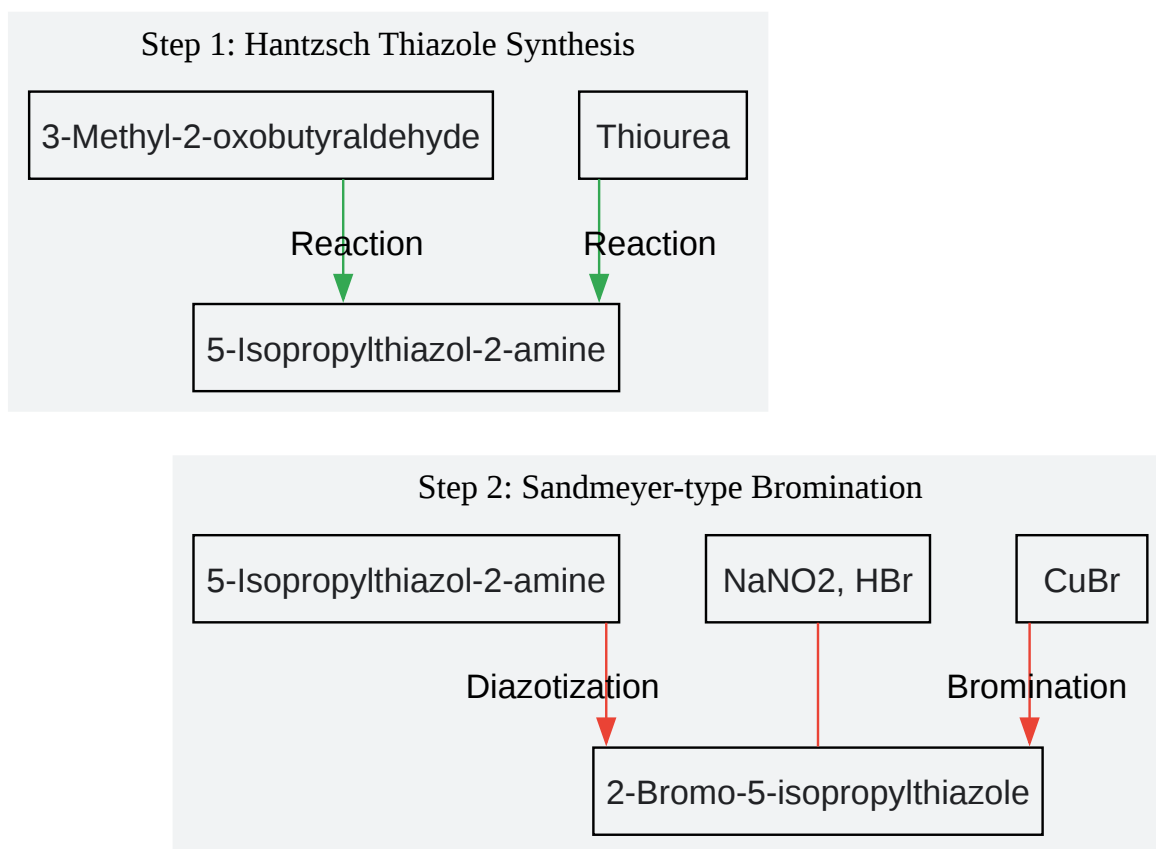 Step 1: Hantzsch Thiazole Synthesis
3-Methyl-2-oxobutyraldehyde
Thiourea
Reaction
Reaction
5-Isopropylthiazol-2-amine
Step 2: Sandmeyer-type Bromination
5-Isopropylthiazol-2-amine
NaNO2, HBr
CuBr
Diazotization
Bromination
2-Bromo-5-isopropylthiazole